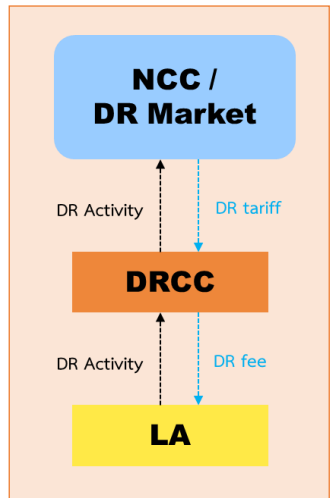 NCC /
DR Market
DR Activity
DR tariff
DRCC
DR Activity
DR fee
LA